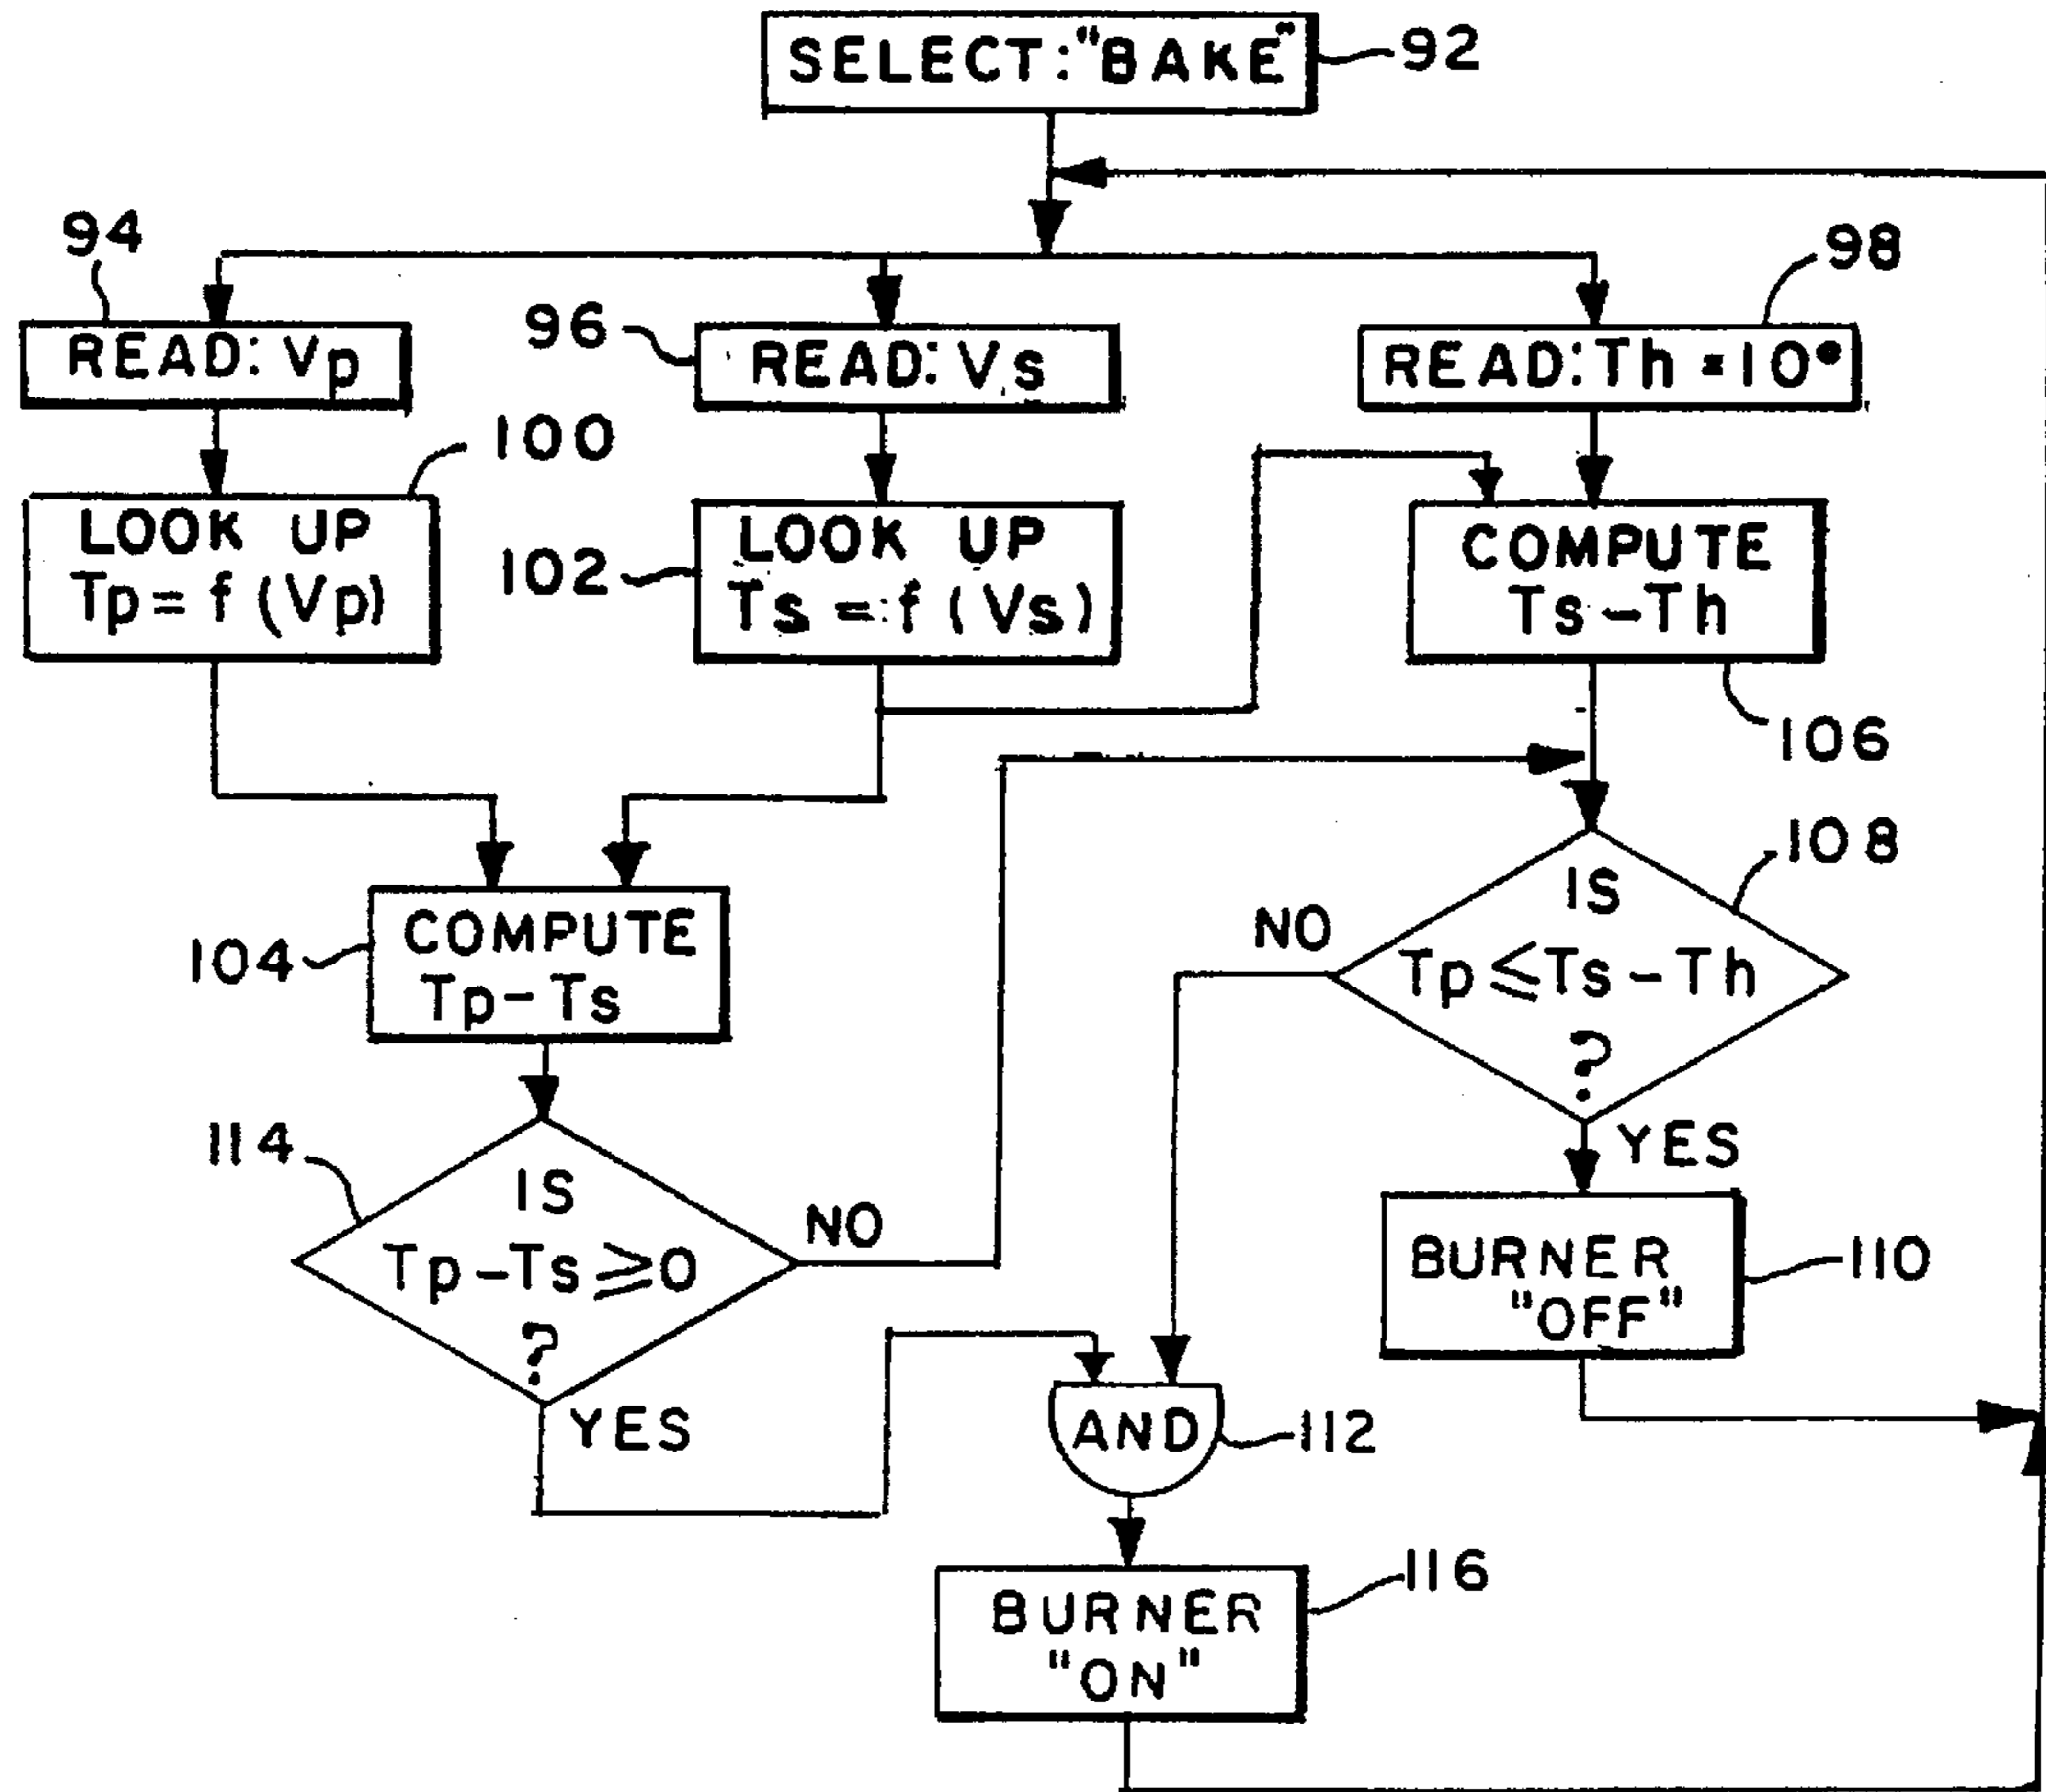 SELECT: "BAKE"
92
94
96
98
READ: Vp
READ: Vs
READ: Th = 10°
100
LOOK UP
Tp = f (Vp)
102
LOOK UP
Ts = f (Vs)
COMPUTE
Ts - Th
106
104
COMPUTE
Tp - Ts
108
IS
Tp ≤ Ts - Th
?
NO
YES
114
IS
Tp - Ts ≥ 0
?
NO
YES
BURNER
"OFF"
110
AND
112
BURNER
"ON"
116